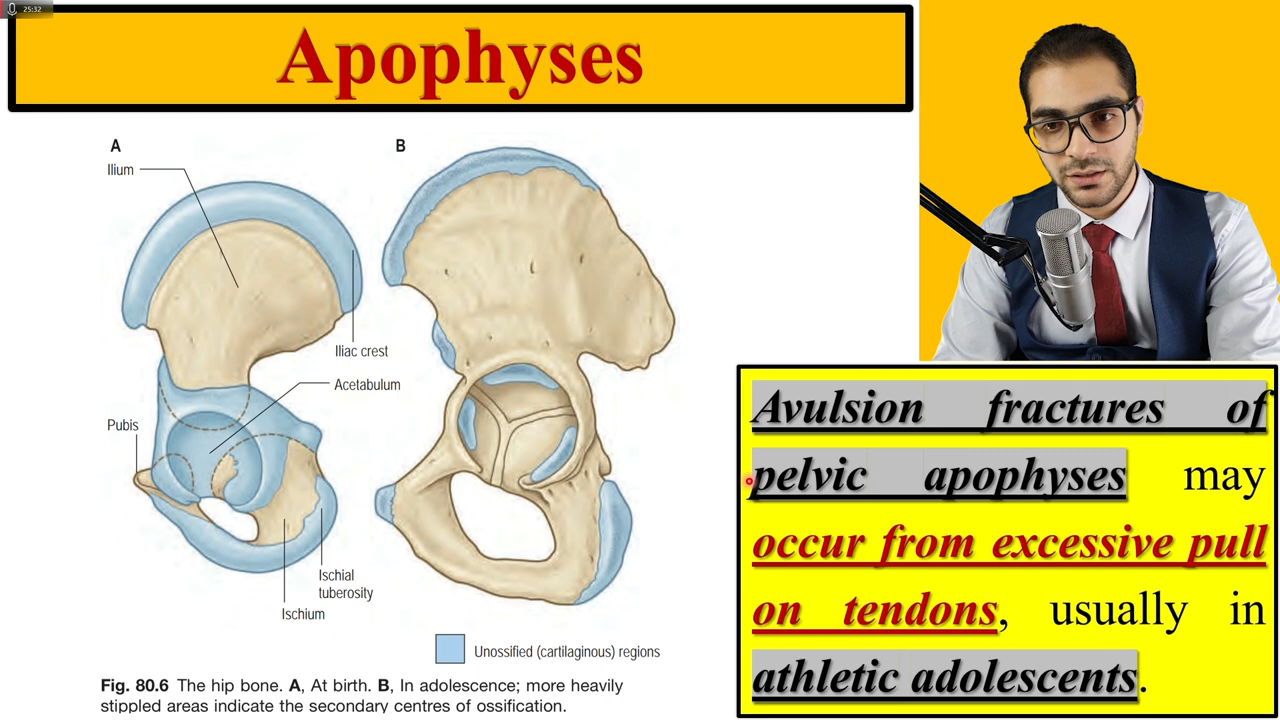 25:32
Apophyses
A
B
Ilium
Iliac crest
Acetabulum
Pubis
Ischial
tuberosity
Ischium
Unossified (cartilaginous) regions
Fig. 80.6 The hip bone. A, At birth. B, In adolescence; more heavily
stippled areas indicate the secondary centres of ossification.
Avulsion fractures of
pelvic apophyses may
occur from excessive pull
on tendons, usually in
athletic adolescents.